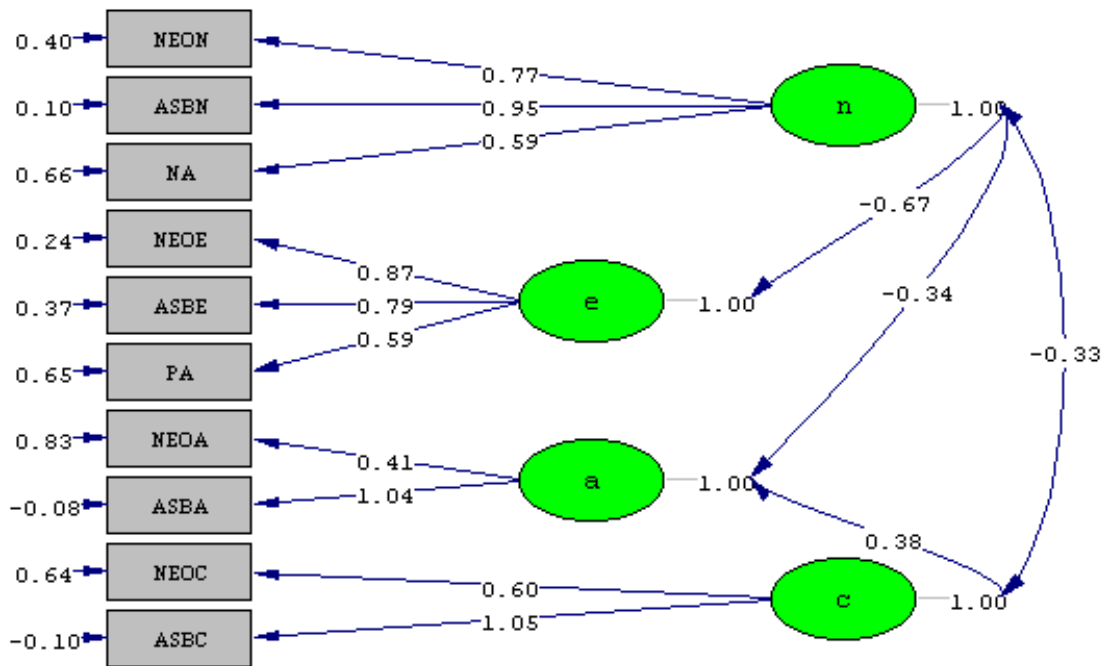 0.40 NEON
0.77
0.10 ASBN
0.95
n 1.00
0.66 NA
0.59
-0.67
0.24 NEOE
0.87
0.37 ASBE
0.79
e 1.00
-0.34
0.65 PA
0.59
-0.33
0.83 NEOA
0.41
a 1.00
-0.08 ASBA
1.04
0.38
0.64 NEOC
0.60
c 1.00
-0.10 ASBC
1.05